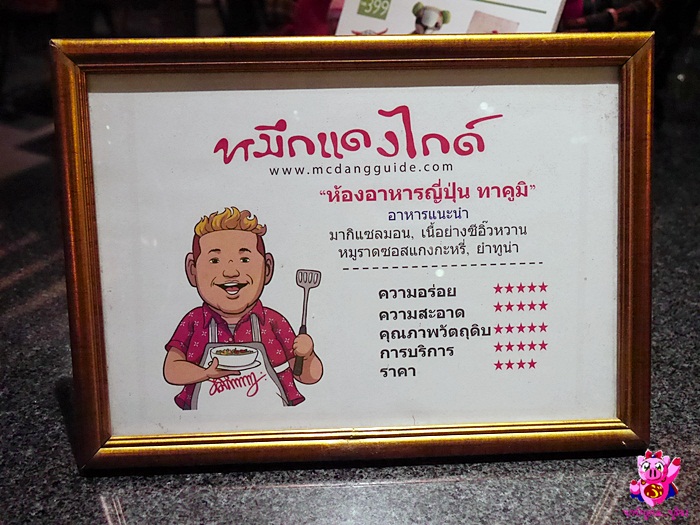 399
หมึกแดงไกด์
www.mcdangguide.com
“ห้องอาหารญี่ปุ่น ทาคูมิ”
อาหารแนะนำ
มากิแซลมอน, เนื้อย่างซีอิ๊วหวาน
หมูราดซอสแกงกะหรี่, ยำทูน่า
ความอร่อย ★★★★★
ความสะอาด ★★★★★
คุณภาพวัตถุดิบ ★★★★★
การบริการ ★★★★★
ราคา ★★★★